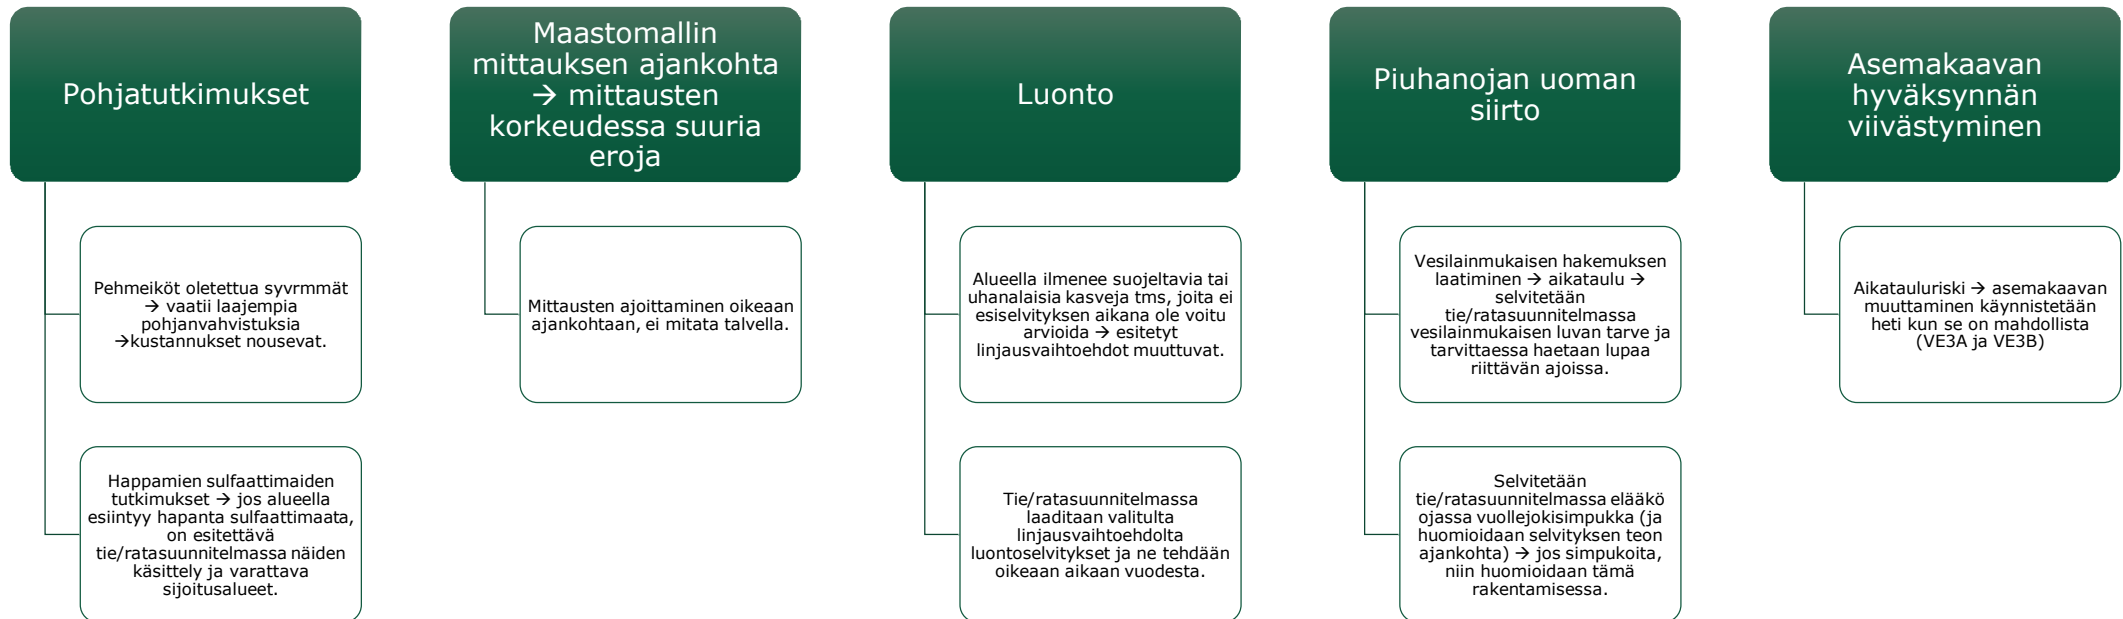 Pohjatutkimukset
Pehmeiköt oletettua syvrmmät
→ vaatii laajempia
pohjanvahvistuksia
→kustannukset nousevat.
Happamien sulfaattimaiden
tutkimukset → jos alueella
esiintyy hapanta sulfaattimaata,
on esitettävä
tie/ratasuunnitelmassa näiden
käsittely ja varattava
sijoitusalueet.
Maastomallin
mittauksen ajankohta
→ mittausten
korkeudessa suuria
eroja
Mittausten ajoittaminen oikeaan
ajankohtaan, ei mitata talvella.
Luonto
Alueella ilmenee suojeltavia tai
uhanalaisia kasveja tms, joita ei
esiselvityksen aikana ole voitu
arvioida → esitetyt
linjausvaihtoehdot muuttuvat.
Tie/ratasuunnitelmassa
laaditaan valitulta
linjausvaihtoehdolta
luontoselvitykset ja ne tehdään
oikeaan aikaan vuodesta.
Piuhanojan uoman
siirto
Vesilainmukaisen hakemuksen
laatiminen → aikataulu →
selvitetään
tie/ratasuunnitelmassa
vesilainmukaisen luvan tarve ja
tarvittaessa haetaan lupaa
riittävän ajoissa.
Selvitetään
tie/ratasuunnitelmassa elääkö
ojassa vuollejokisimpukka (ja
huomioidaan selvityksen teon
ajankohta) → jos simpukoita,
niin huomioidaan tämä
rakentamisessa.
Asemakaavan
hyväksynnän
viivästyminen
Aikatauluriski → asemakaavan
muuttaminen käynnistetään
heti kun se on mahdollista
(VE3A ja VE3B)